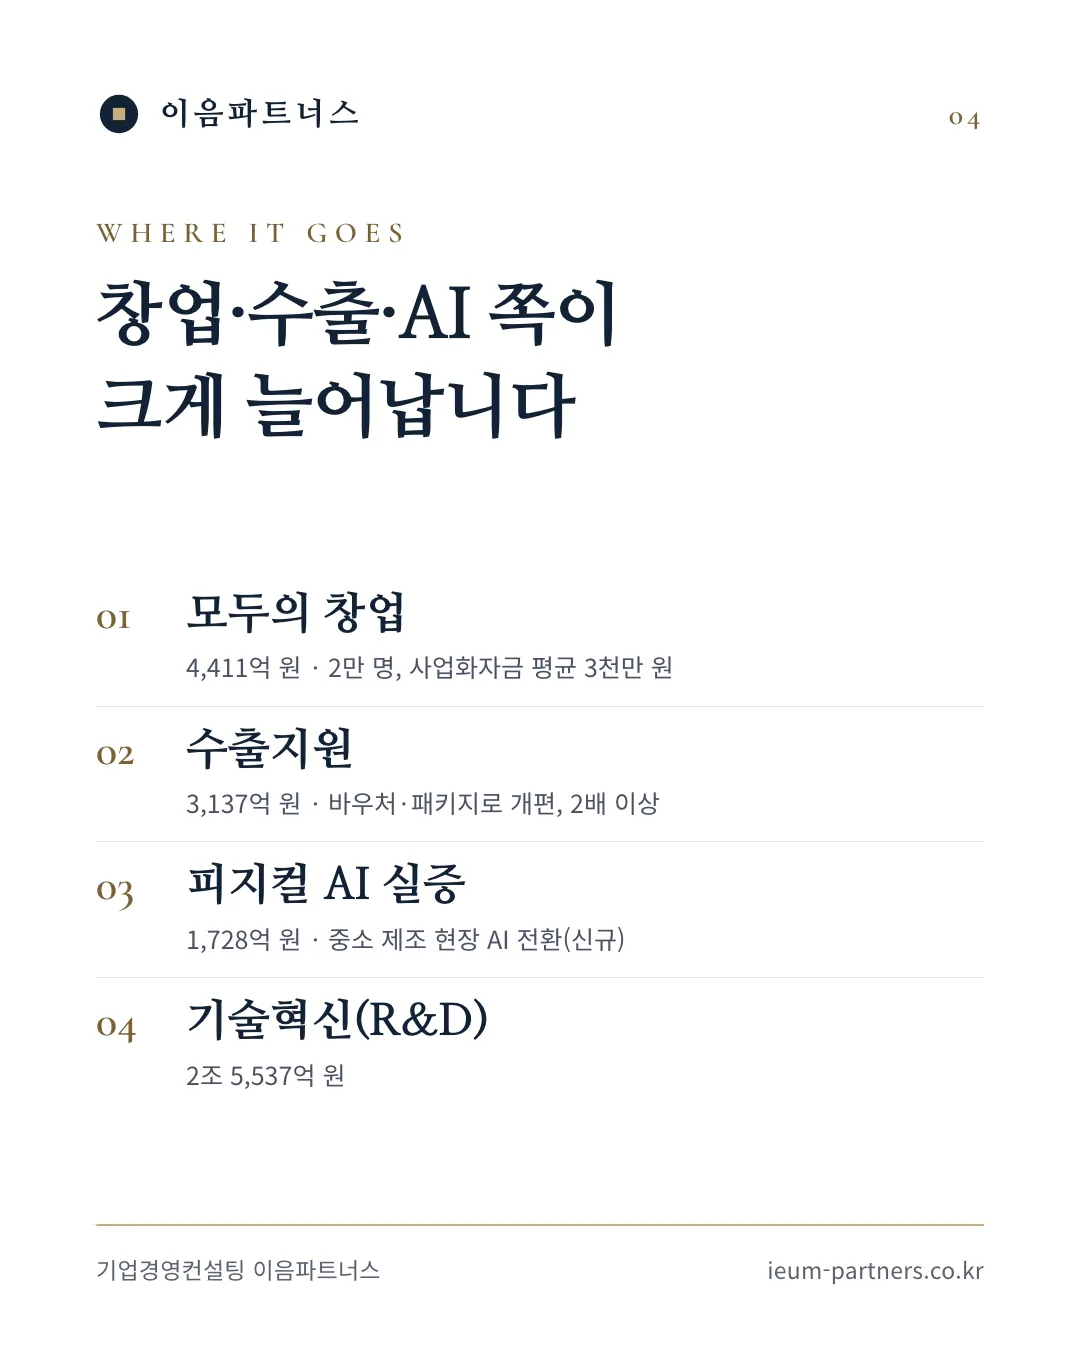 이음파트너스
04
WHERE IT GOES
창업·수출·AI 쪽이
크게 늘어납니다
01
모두의 창업
4,411억 원 · 2만 명, 사업화자금 평균 3천만 원
02
수출지원
3,137억 원 · 바우처·패키지로 개편, 2배 이상
03
피지컬 AI 실증
1,728억 원 · 중소 제조 현장 AI 전환(신규)
04
기술혁신(R&D)
2조 5,537억 원
기업경영컨설팅 이음파트너스
ieum-partners.co.kr